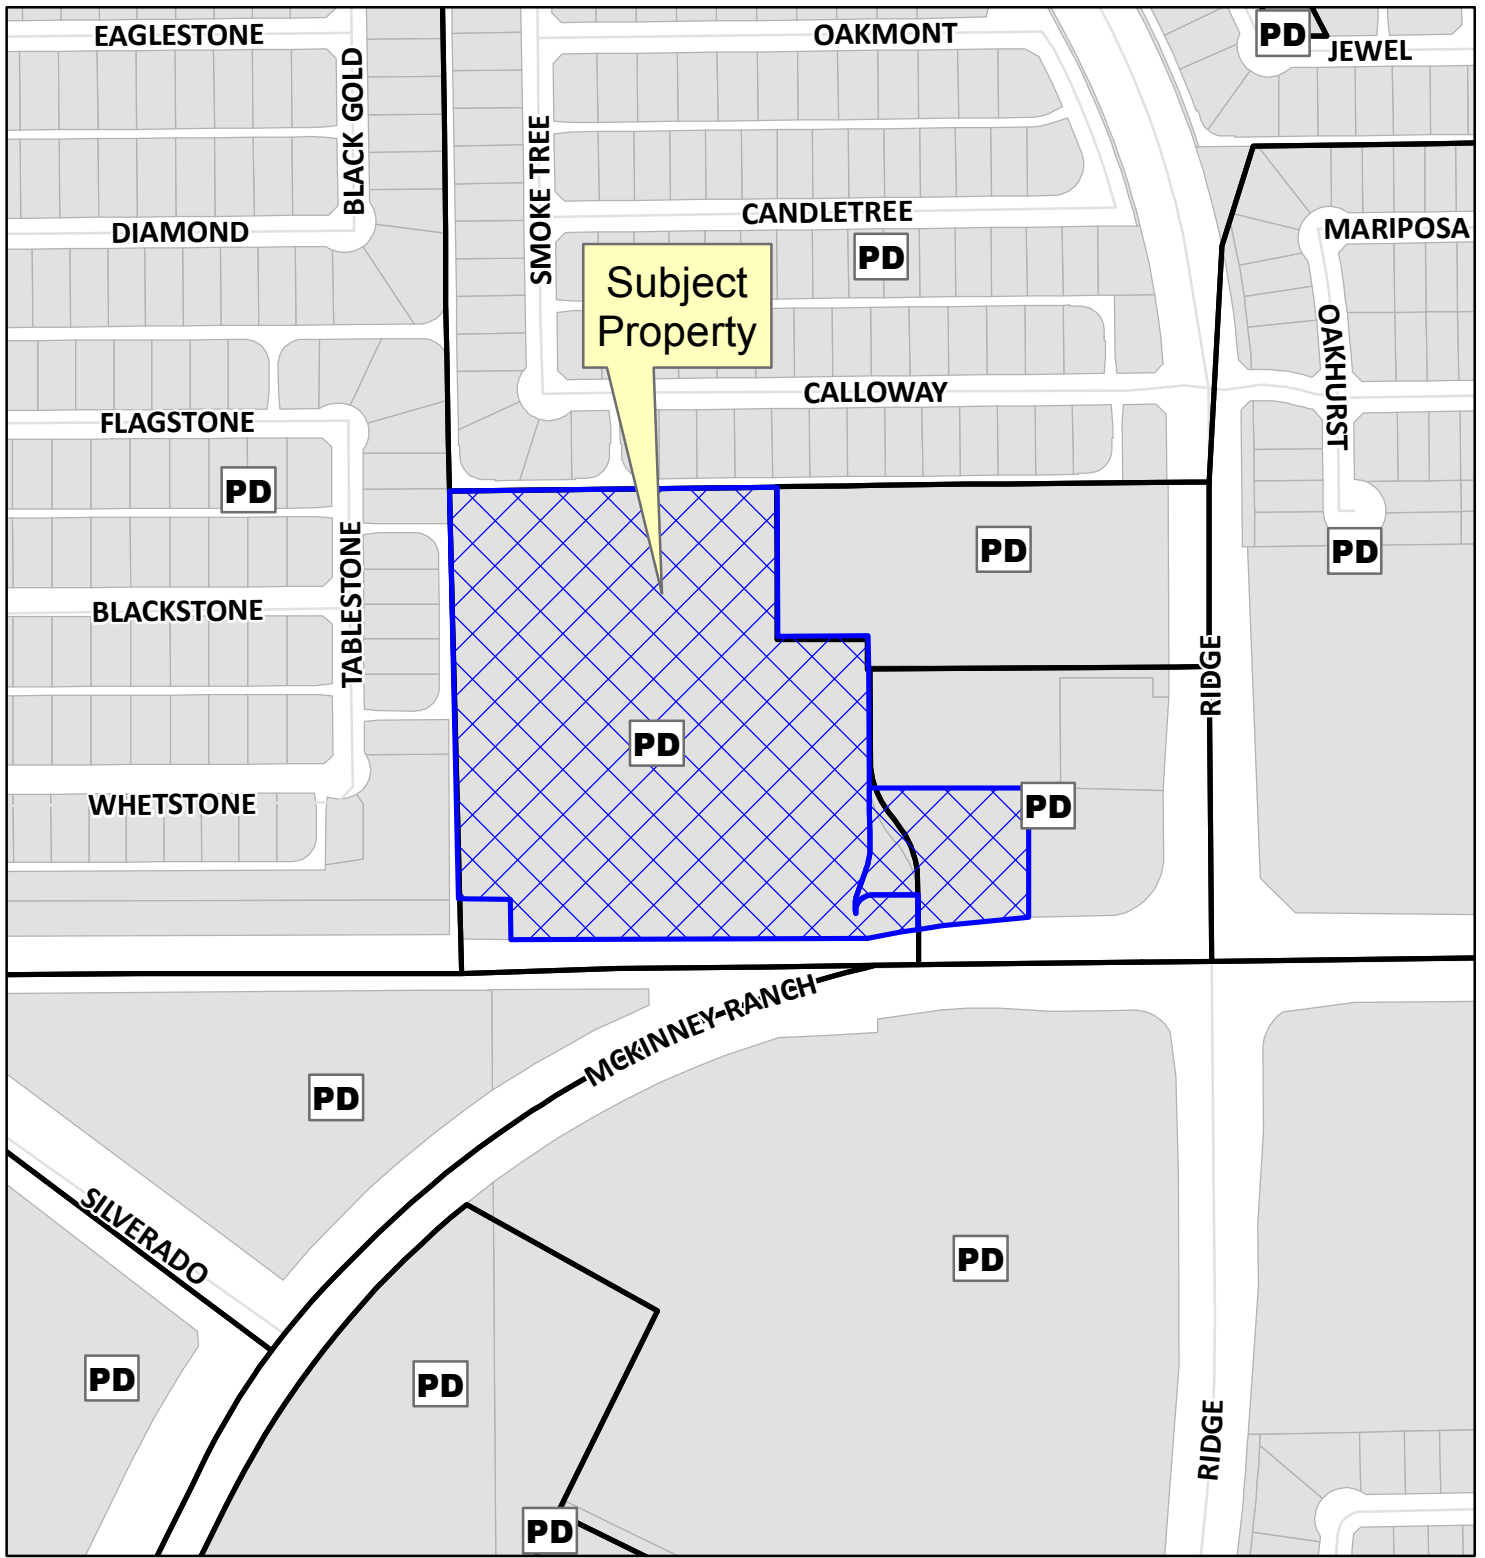 EAGLESTONE
OAKMONT
PD
JEWEL
BLACK GOLD
SMOKE TREE
DIAMOND
CANDLETREE
MARIPOSA
PD
Subject
Property
OAKHURST
CALLOWAY
FLAGSTONE
PD
PD
PD
TABLESTONE
BLACKSTONE
RIDGE
PD
WHETSTONE
PD
MCKINNEY RANCH
PD
SILVERADO
PD
PD
PD
RIDGE
PD